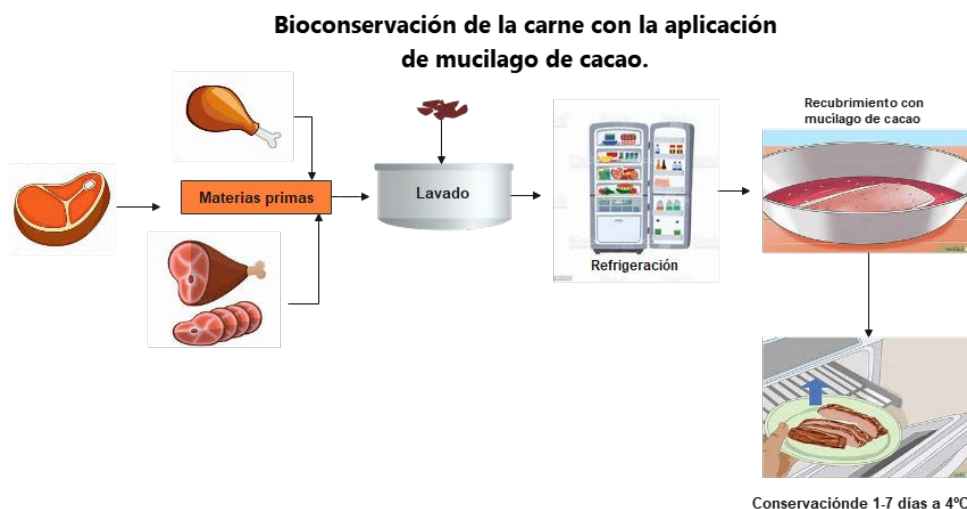 Bioconservación de la carne con la aplicación
de mucilago de cacao.
Materias primas
Lavado
Refrigeración
Recubrimiento con
mucílago de cacao
Conservaciónde 1-7 días a 4ºC